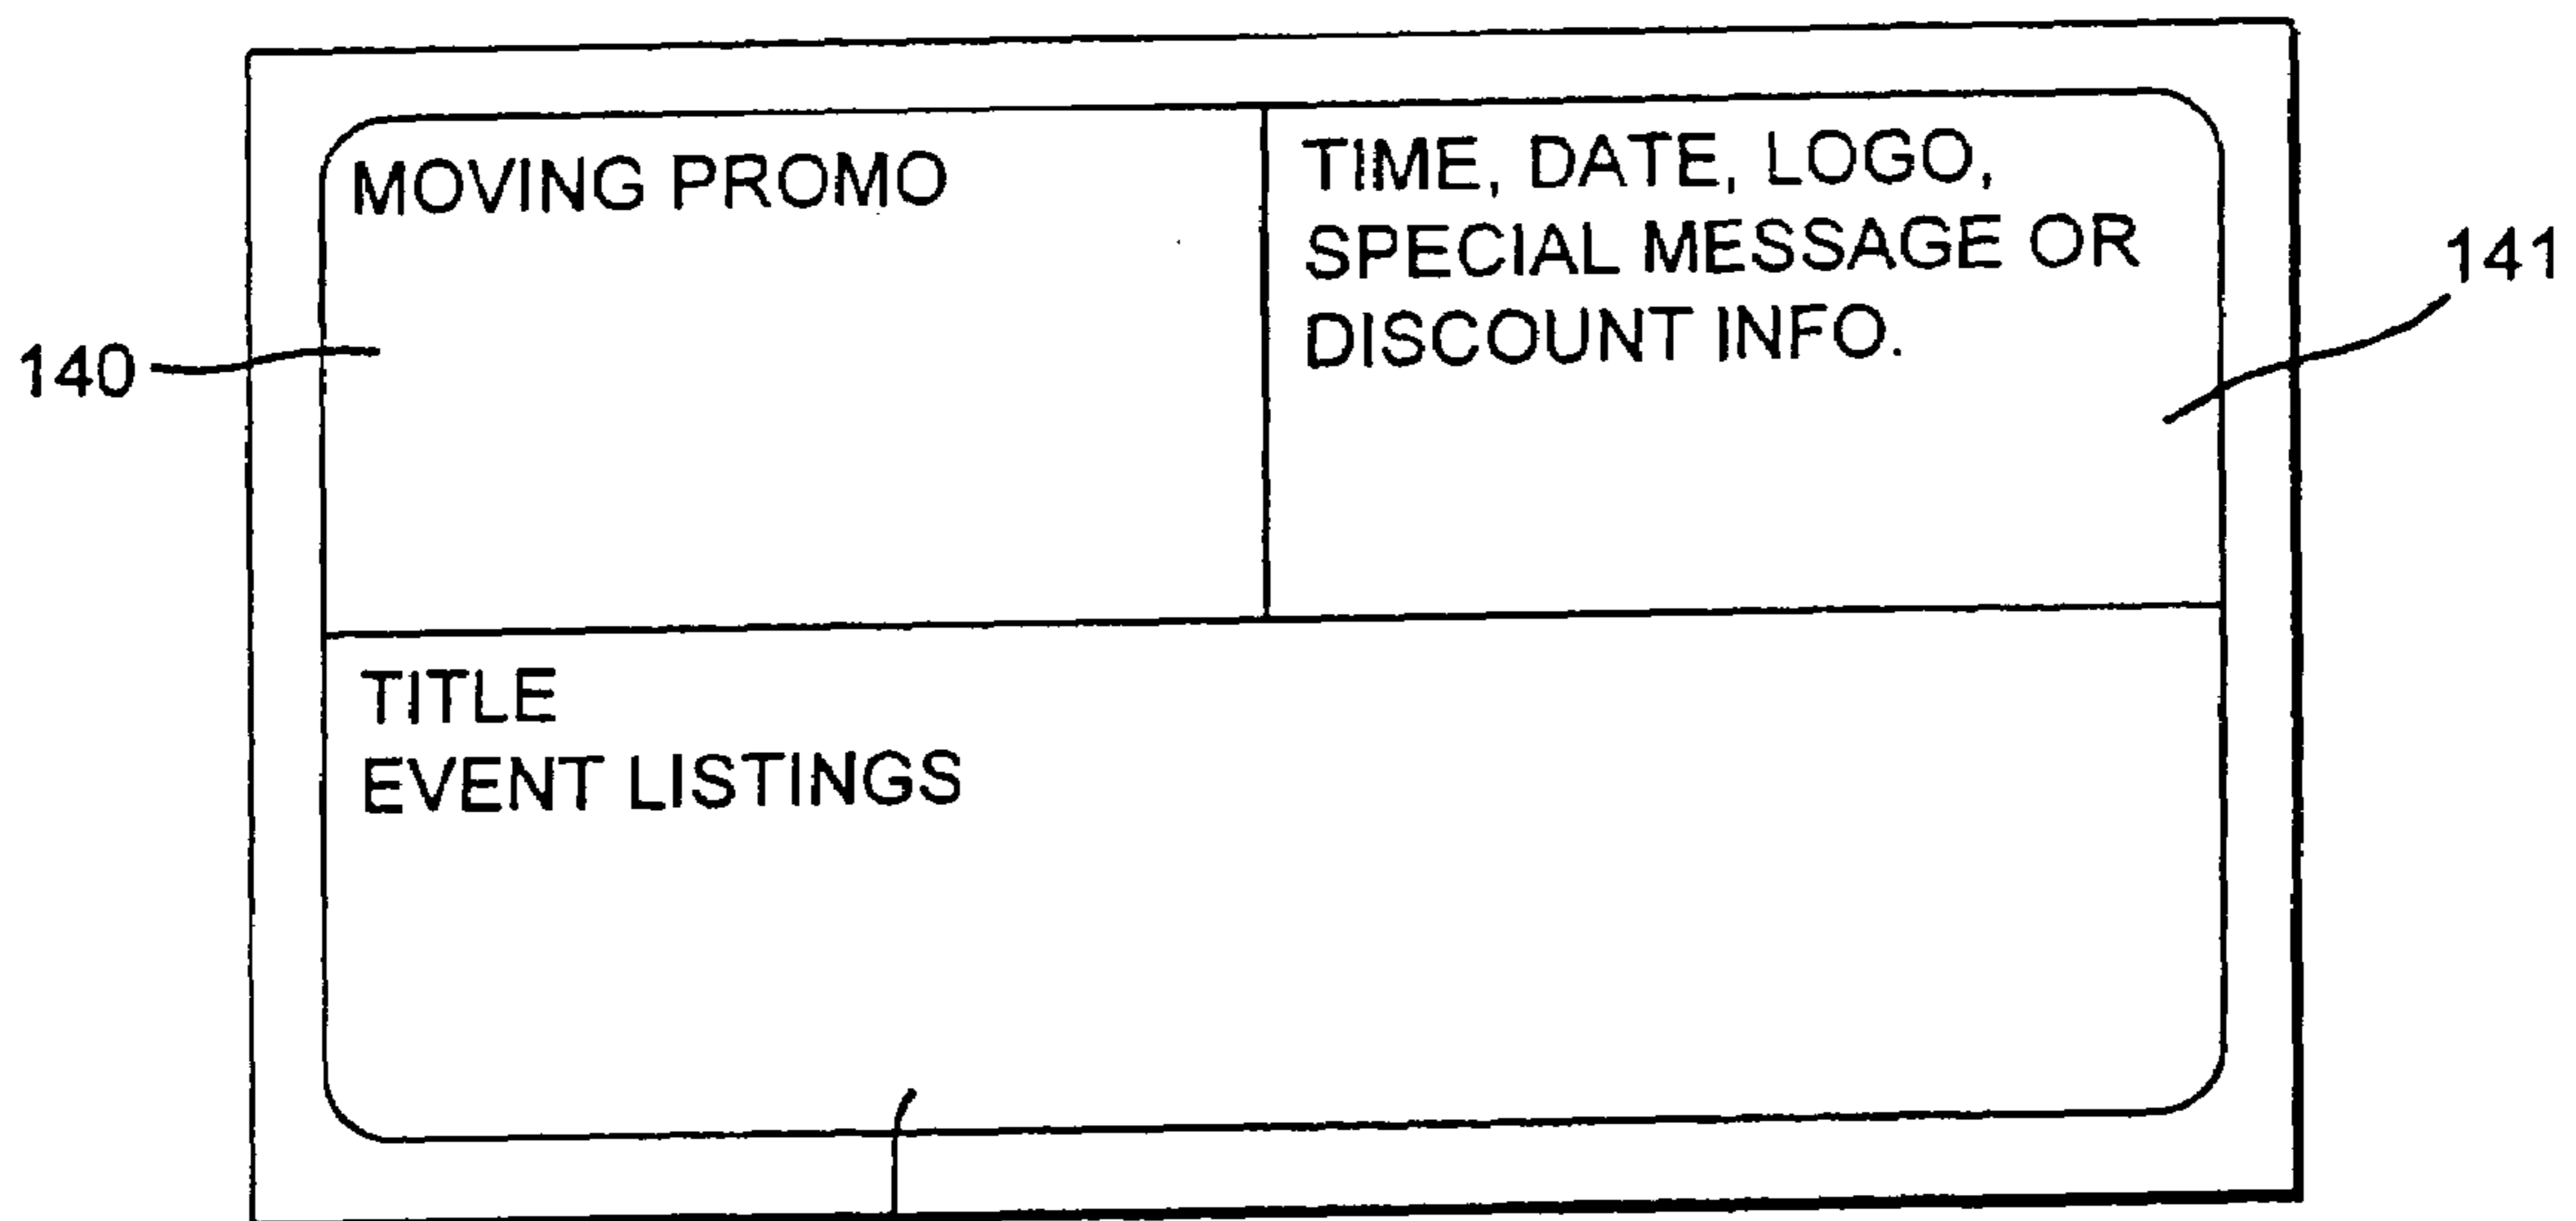 MOVING PROMO
TIME, DATE, LOGO,
SPECIAL MESSAGE OR
DISCOUNT INFO.
141
140
TITLE
EVENT LISTINGS